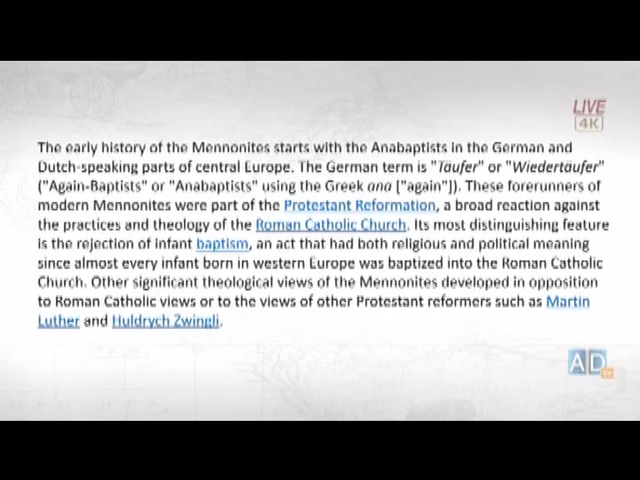 LIVE
4K
The early history of the Mennonites starts with the Anabaptists in the German and
Dutch-speaking parts of central Europe. The German term is "Täufer" or "Wiedertäufer"
("Again-Baptists" or "Anabaptists" using the Greek ana ["again"]). These forerunners of
modern Mennonites were part of the Protestant Reformation, a broad reaction against
the practices and theology of the Roman Catholic Church. Its most distinguishing feature
is the rejection of infant baptism, an act that had both religious and political meaning
since almost every infant born in western Europe was baptized into the Roman Catholic
Church. Other significant theological views of the Mennonites developed in opposition
to Roman Catholic views or to the views of other Protestant reformers such as Martin
Luther and Huldrych Zwingli.
AD